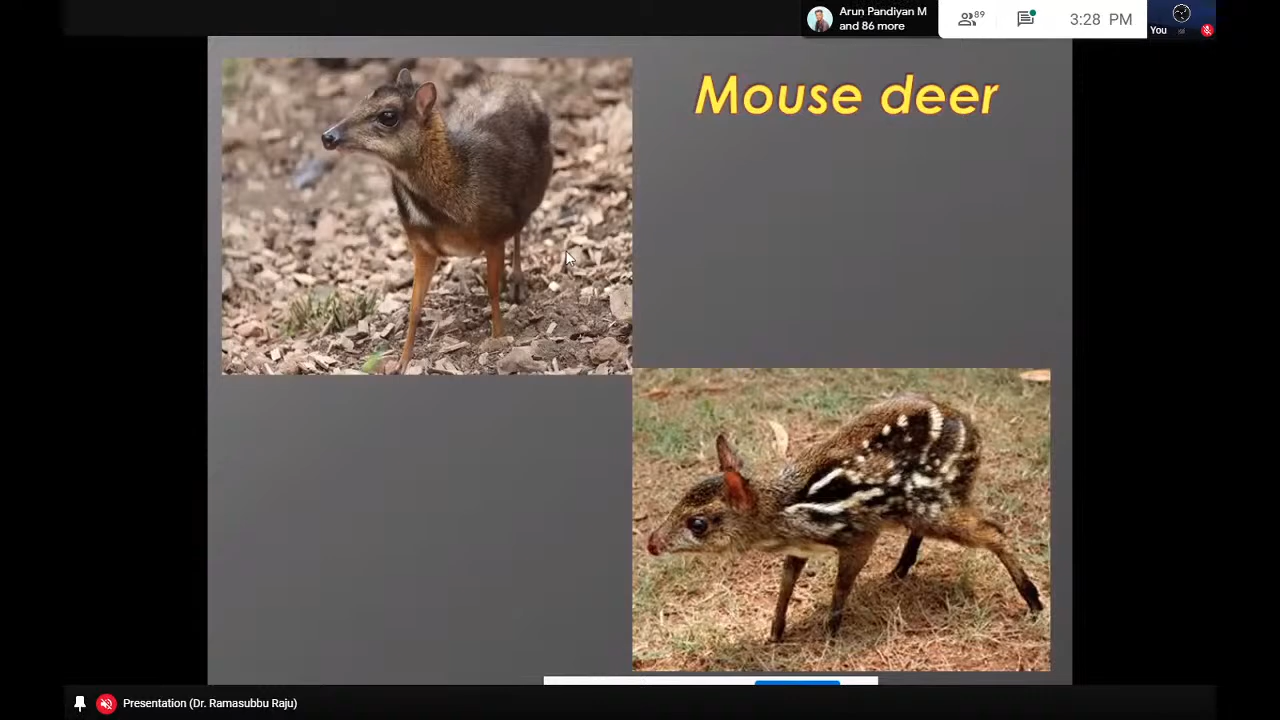 Arun Pandiyan M
and 86 more
89
3:28 PM
You
Mouse deer
Presentation (Dr. Ramasubbu Raju)